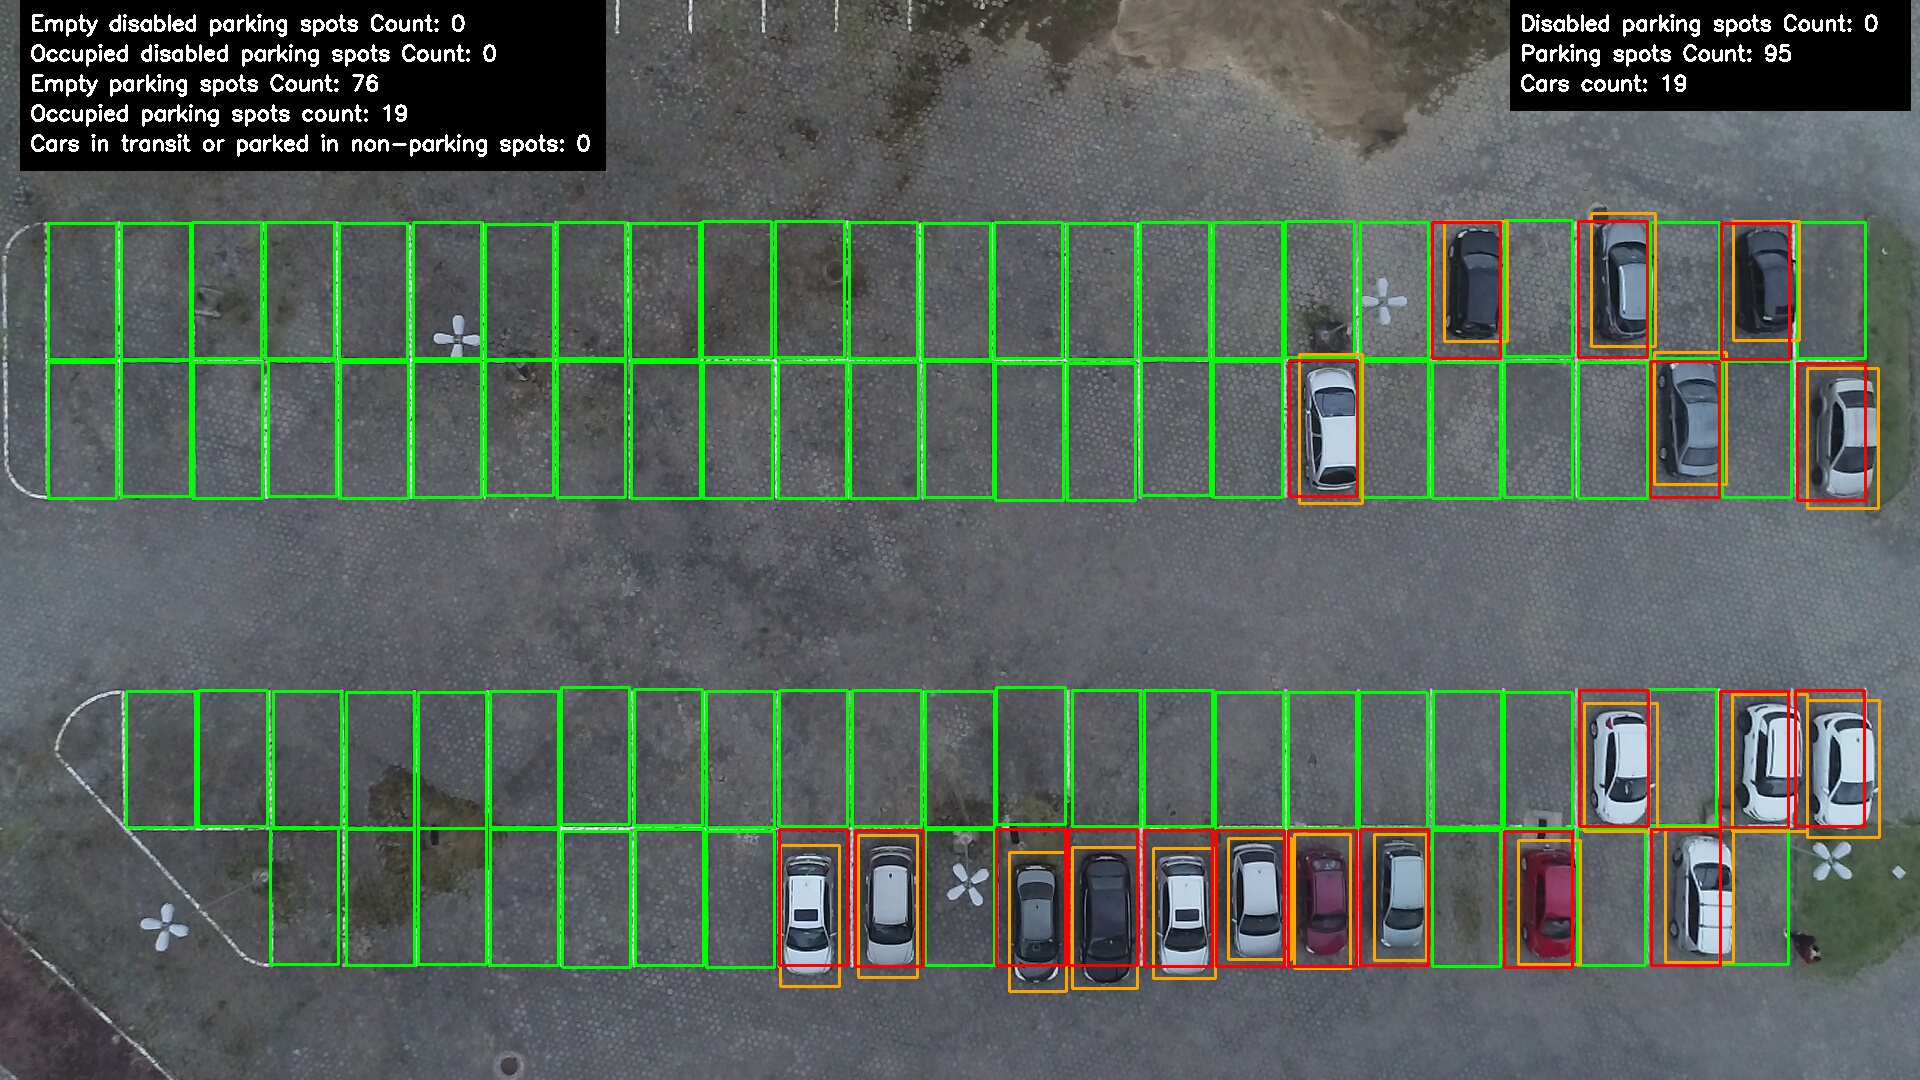 Empty disabled parking spots Count: 0
Occupied disabled parking spots Count: 0
Empty parking spots Count: 76
Occupied parking spots count: 19
Cars in transit or parked in non-parking spots: 0
Disabled parking spots Count: 0
Parking spots Count: 95
Cars count: 19